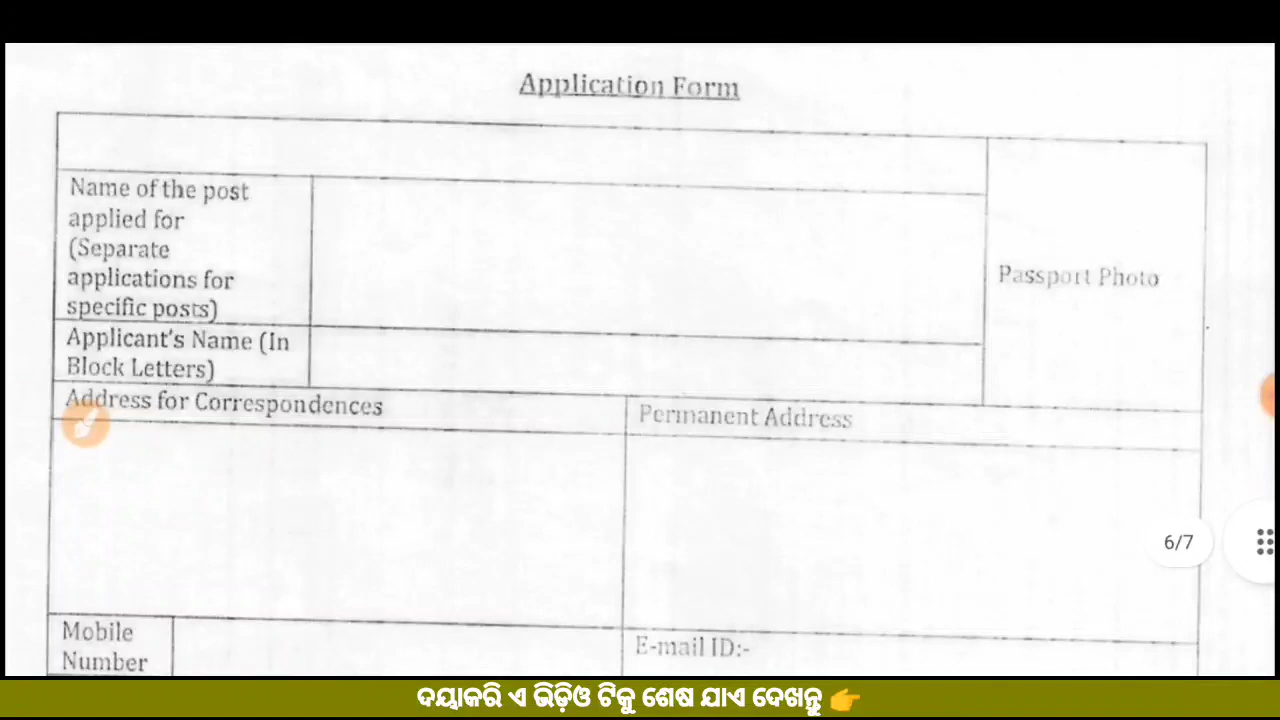 Application Form
Name of the post
applied for
(Separate
applications for
specific posts)
Passport Photo
Applicant's Name (In
Block Letters)
Address for Correspondences
Permanent Address
Mobile
Number
E-mail ID:-
6/7
ଦୟାକରି ଏ ଭିଡ଼ିଓ ଟିକୁ ଶେଷ ଯାଏ ଦେଖନ୍ତୁ 👉